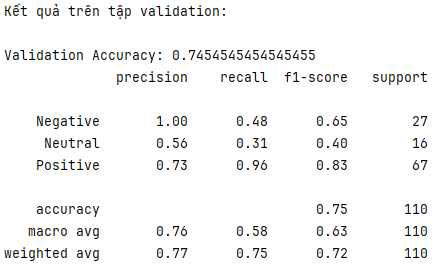 Kết quả trên tập validation:
Validation Accuracy: 0.7454545454545455
precision recall f1-score support
Negative 1.00 0.48 0.65 27
Neutral 0.56 0.31 0.40 16
Positive 0.73 0.96 0.83 67
accuracy 0.75 110
macro avg 0.76 0.58 0.63 110
weighted avg 0.77 0.75 0.72 110